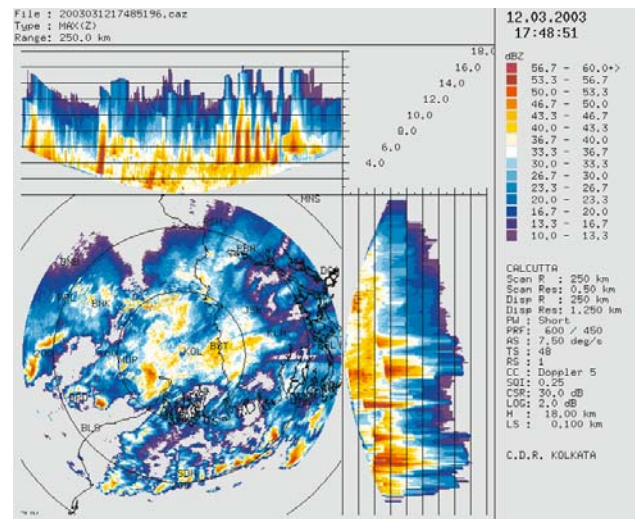 File : 2003031217485196.caz
Type : MAX(Z)
Range: 250.0 km
18.0
16.0
14.0
12.0
10.0
8.0
6.0
4.0
12.03.2003
17:48:51
dBZ
56.7 - 60.0+>
53.3 - 56.7
50.0 - 53.3
46.7 - 50.0
43.3 - 46.7
40.0 - 43.3
36.7 - 40.0
33.3 - 36.7
30.0 - 33.3
26.7 - 30.0
23.3 - 26.7
20.0 - 23.3
16.7 - 20.0
13.3 - 16.7
10.0 - 13.3
CALCUTTA
Scan R : 250 km
Scan Res: 0.50 km
Disp R : 250 km
Disp Res: 1.250 km
PW : Short
PRF: 600 / 450
AS : 7.50 deg/s
TS : 48
RS : 1
CC : Doppler 5
SQI: 0.25
CSR: 30.0 dB
LOG: 2.0 dB
H : 18.00 km
LS : 0.100 km
C.D.R. KOLKATA
MNS
BNK
KOL
BLS